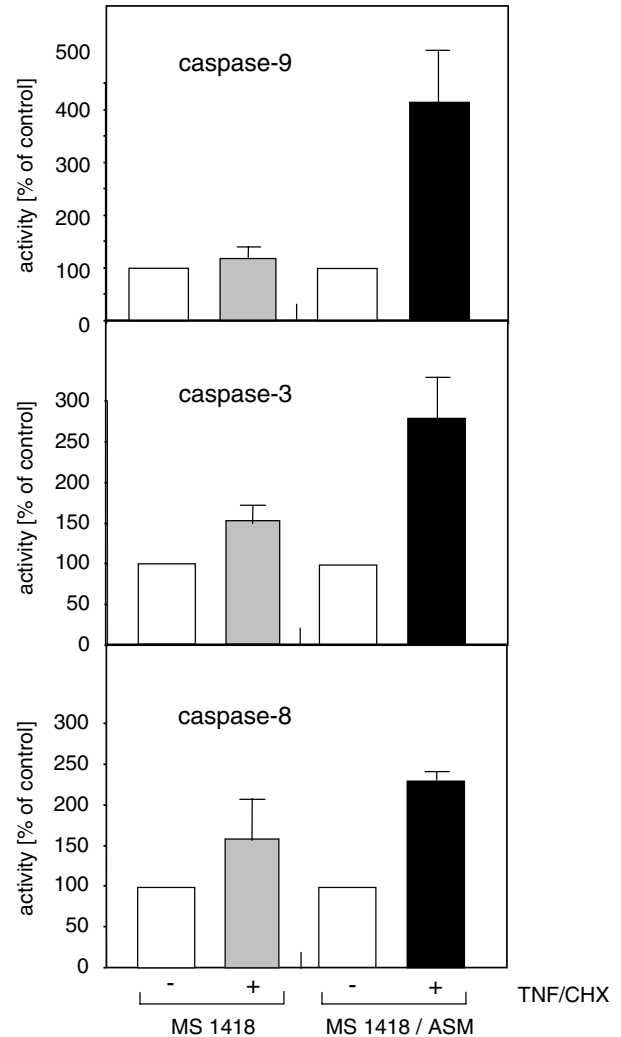 caspase-9
activity [% of control]
500
400
300
200
100
0
caspase-3
activity [% of control]
300
250
200
150
100
50
0
caspase-8
activity [% of control]
300
250
200
150
100
50
0
- + - + TNF/CHX
MS 1418 MS 1418 / ASM